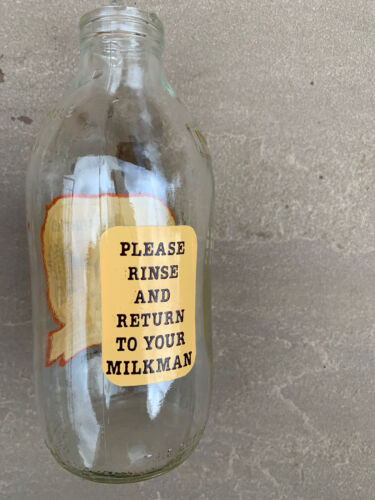 PLEASE
RINSE
AND
RETURN
TO YOUR
MILKMAN